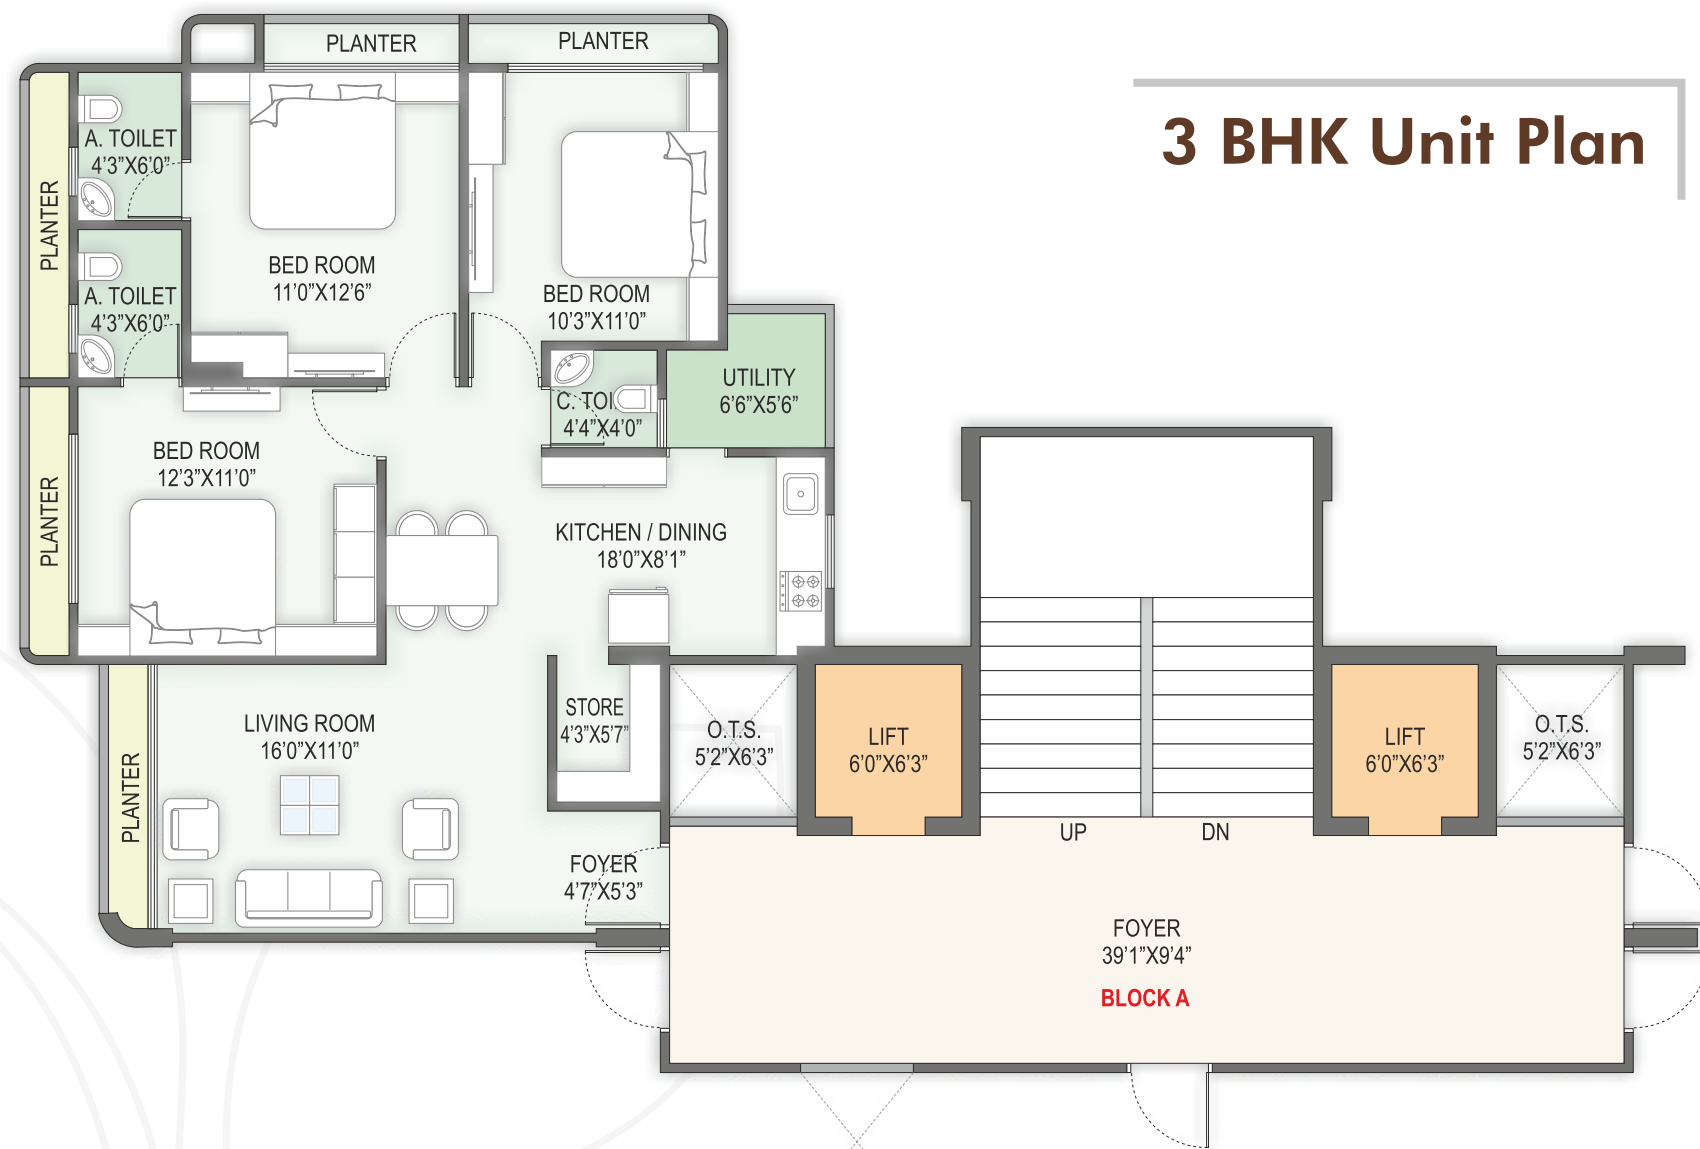 3 BHK Unit Plan
PLANTER
PLANTER
A. TOILET
4'3"X6'0"
PLANTER
BED ROOM
11'0"X12'6"
BED ROOM
10'3"X11'0"
A. TOILET
4'3"X6'0"
UTILITY
6'6"X5'6"
C. TOI
4'4"X4'0"
BED ROOM
12'3"X11'0"
PLANTER
KITCHEN / DINING
18'0"X8'1"
LIVING ROOM
16'0"X11'0"
PLANTER
STORE
4'3"X5'7"
O.T.S.
5'2"X6'3"
LIFT
6'0"X6'3"
LIFT
6'0"X6'3"
O.T.S.
5'2"X6'3"
UP
DN
FOYER
4'7"X5'3"
FOYER
39'1"X9'4"
BLOCK A